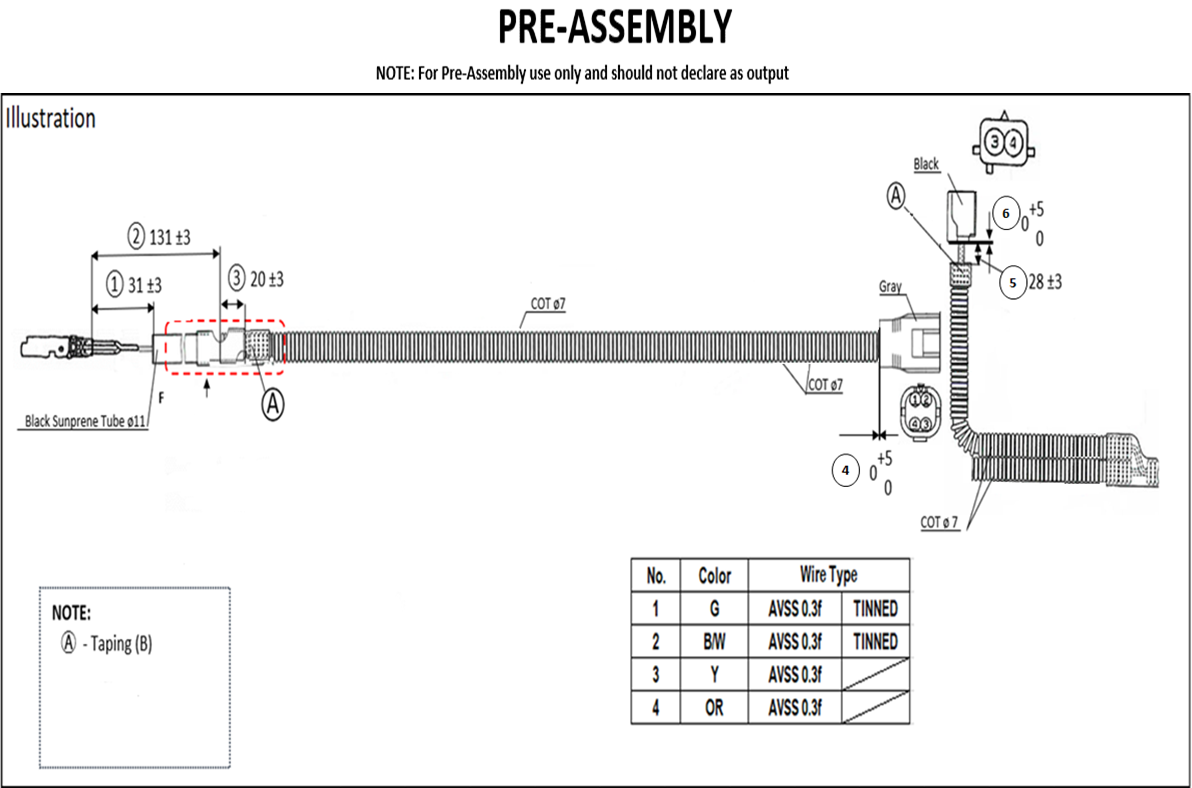 PRE-ASSEMBLY
NOTE: For Pre-Assembly use only and should not declare as output
Illustration
3 4
Black
A
6 0 +5 0
2 131 ±3
1 31 ±3
3 20 ±3
5 28 ±3
COT ø7
Gray
COT ø7
1 2
4 3
F
A
Black Sunprene Tube ø11
4 0 +5 0
COT ø 7
NOTE:
A - Taping (B)
No. Color Wire Type
1 G AVSS 0.3f TINNED
2 B/W AVSS 0.3f TINNED
3 Y AVSS 0.3f
4 OR AVSS 0.3f